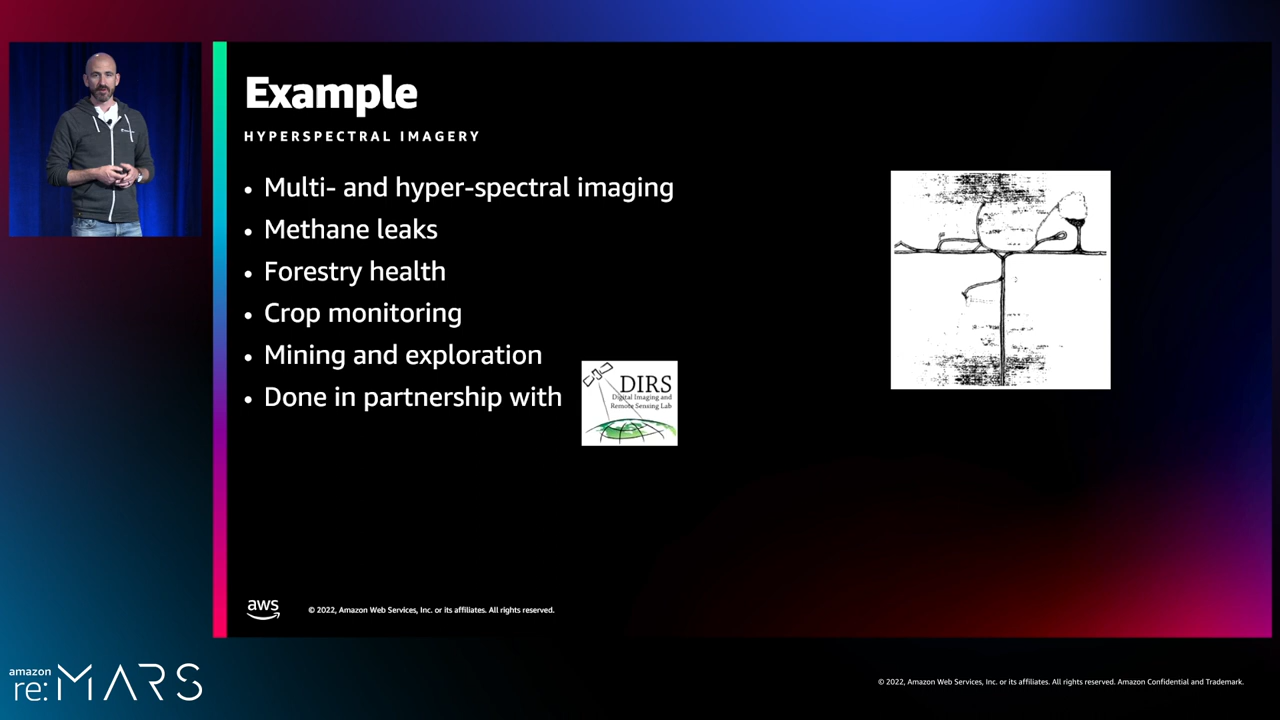 Example
HYPERSPECTRAL IMAGERY
• Multi- and hyper-spectral imaging
• Methane leaks
• Forestry health
• Crop monitoring
• Mining and exploration
• Done in partnership with
DIRS
Digital Imaging and
Remote Sensing Lab
aws
© 2022, Amazon Web Services, Inc. or its affiliates. All rights reserved.
amazon
re:MARS
© 2022, Amazon Web Services, Inc. or its affiliates. All rights reserved. Amazon Confidential and Trademark.